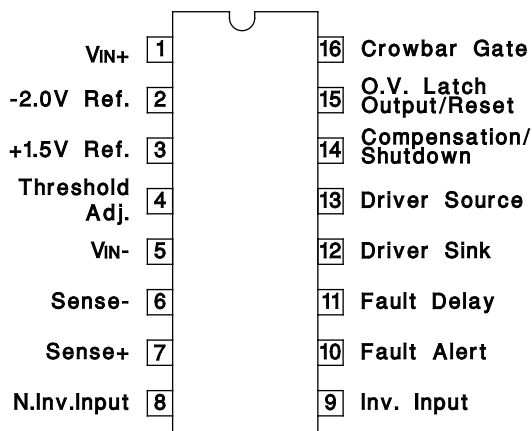 VIN+ 1 16 Crowbar Gate
-2.0V Ref. 2 15 O.V. Latch
Output/Reset
+1.5V Ref. 3 14 Compensation/
Shutdown
Threshold
Adj. 4 13 Driver Source
VIN- 5 12 Driver Sink
Sense- 6 11 Fault Delay
Sense+ 7 10 Fault Alert
N.Inv.Input 8 9 Inv. Input